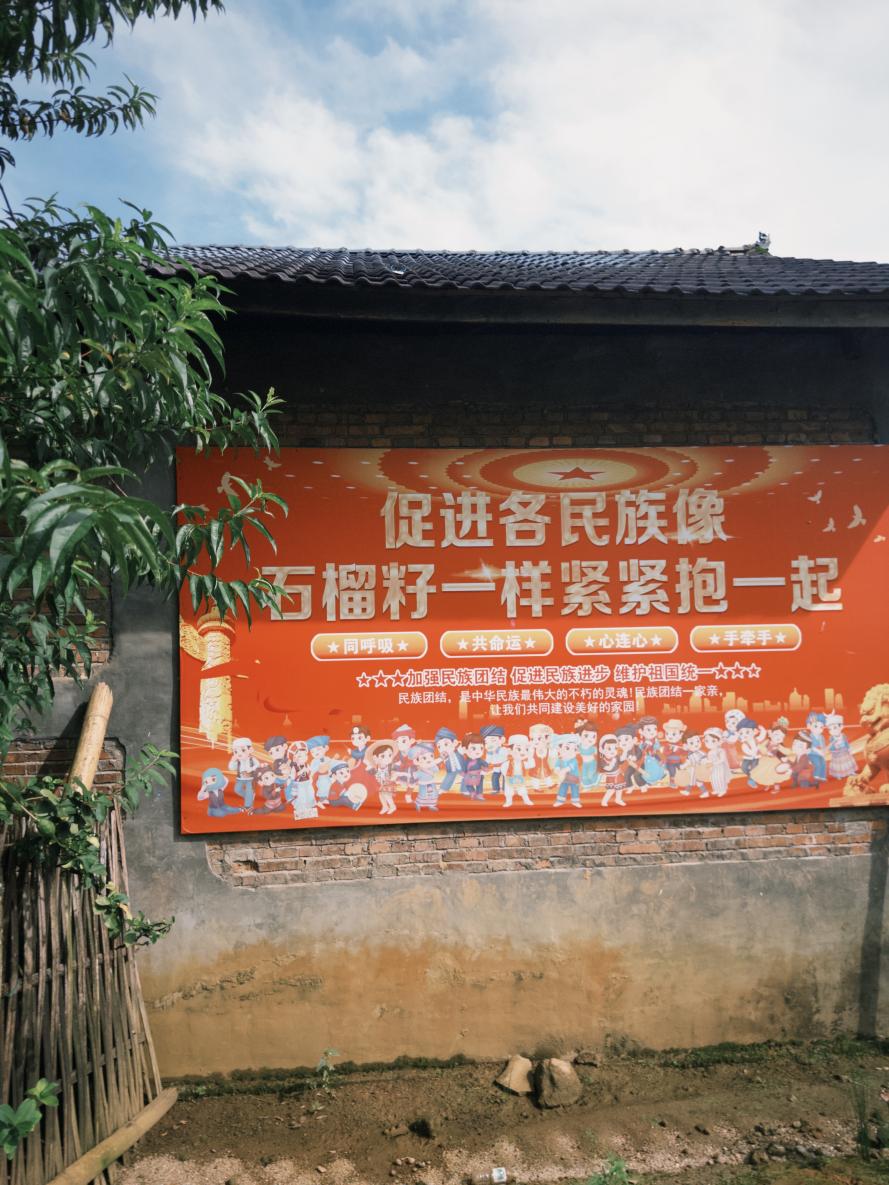 促进各民族像
石榴籽一样紧紧抱一起
★同呼吸★ ★共命运★ ★心连心★ ★手牵手★
★★★加强民族团结 促进民族进步 维护祖国统一★★★
民族团结，是中华民族最伟大的不朽的灵魂!民族团结一家亲,
让我们共同建设美好的家园